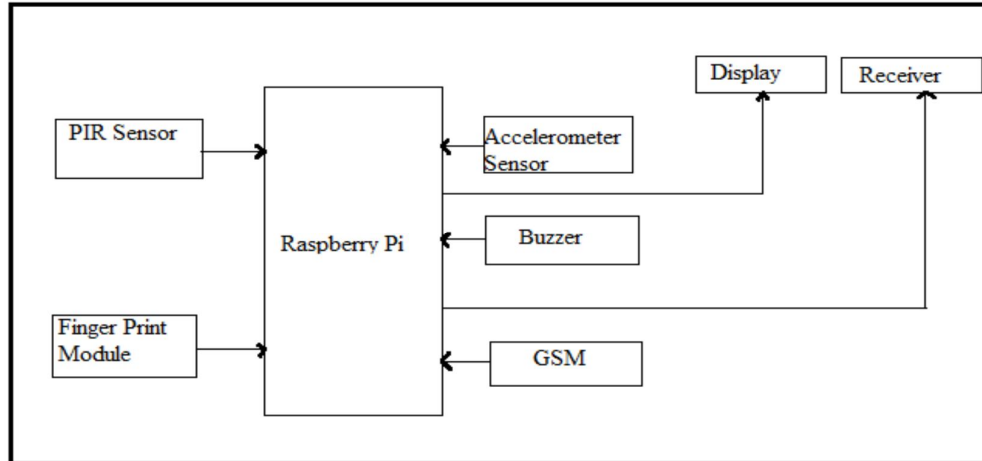 Display
Receiver
PIR Sensor
Accelerometer
Sensor
Raspberry Pi
Buzzer
Finger Print
Module
GSM